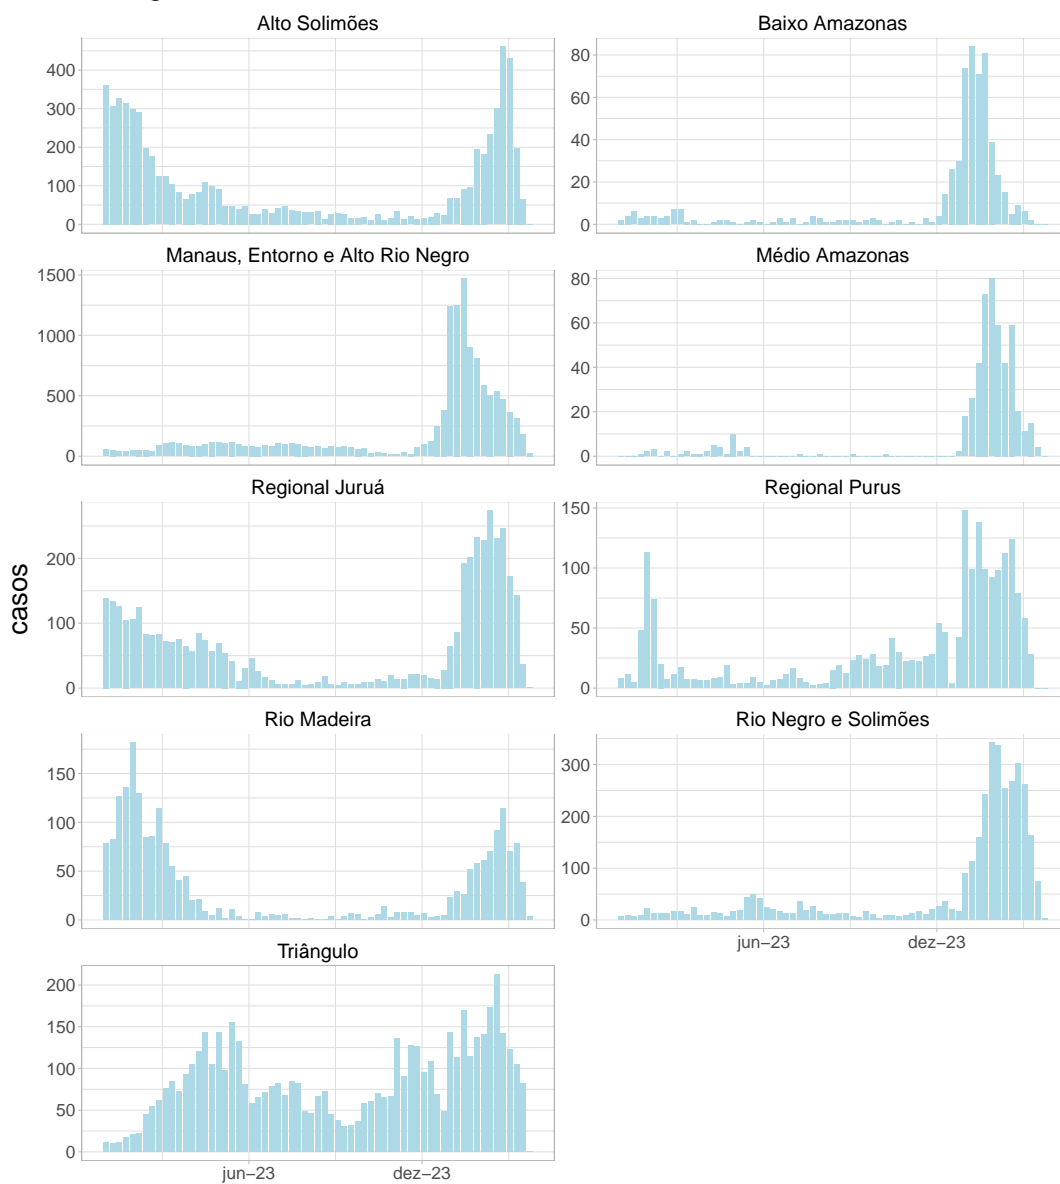 Alto Solimões
Baixo Amazonas
400
300
200
100
0
80
60
40
20
0
Manaus, Entorno e Alto Rio Negro
Médio Amazonas
1500
1000
500
0
80
60
40
20
0
Regional Juruá
Regional Purus
200
100
0
150
100
50
0
casos
Rio Madeira
Rio Negro e Solimões
150
100
50
0
300
200
100
0
jun−23
dez−23
Triângulo
200
150
100
50
0
jun−23
dez−23